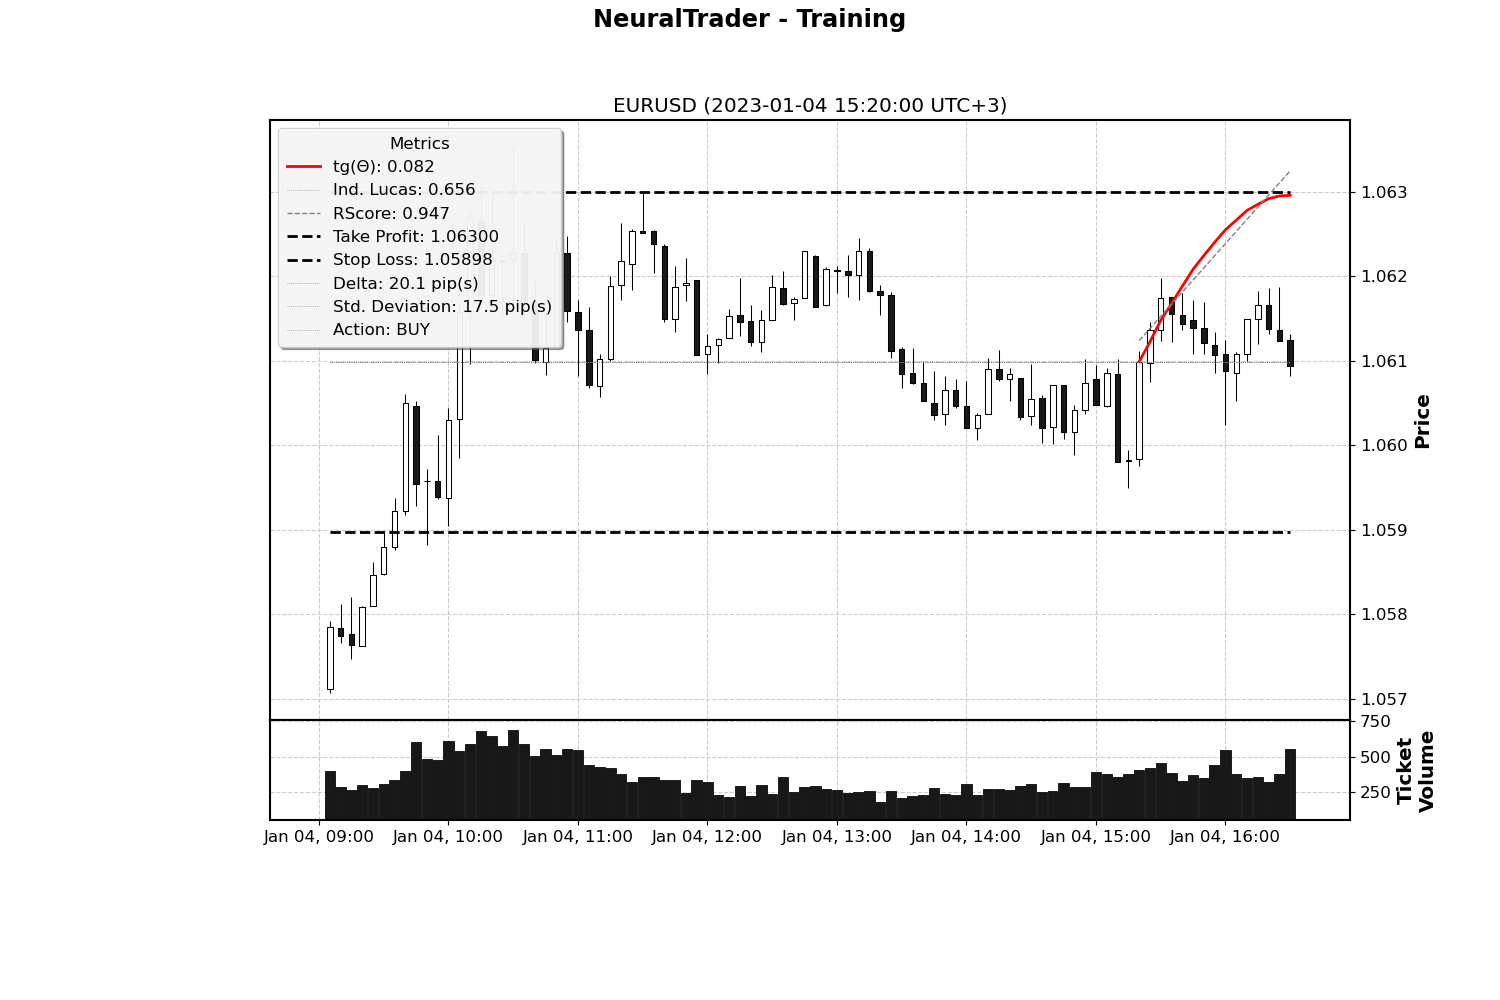 NeuralTrader - Training
EURUSD (2023-01-04 15:20:00 UTC+3)
Metrics
tg(Θ): 0.082
Ind. Lucas: 0.656
RScore: 0.947
Take Profit: 1.06300
Stop Loss: 1.05898
Delta: 20.1 pip(s)
Std. Deviation: 17.5 pip(s)
Action: BUY
1.063
1.062
1.061
1.060
1.059
1.058
1.057
Price
750
500
250
Ticket
Volume
Jan 04, 09:00 Jan 04, 10:00 Jan 04, 11:00 Jan 04, 12:00 Jan 04, 13:00 Jan 04, 14:00 Jan 04, 15:00 Jan 04, 16:00